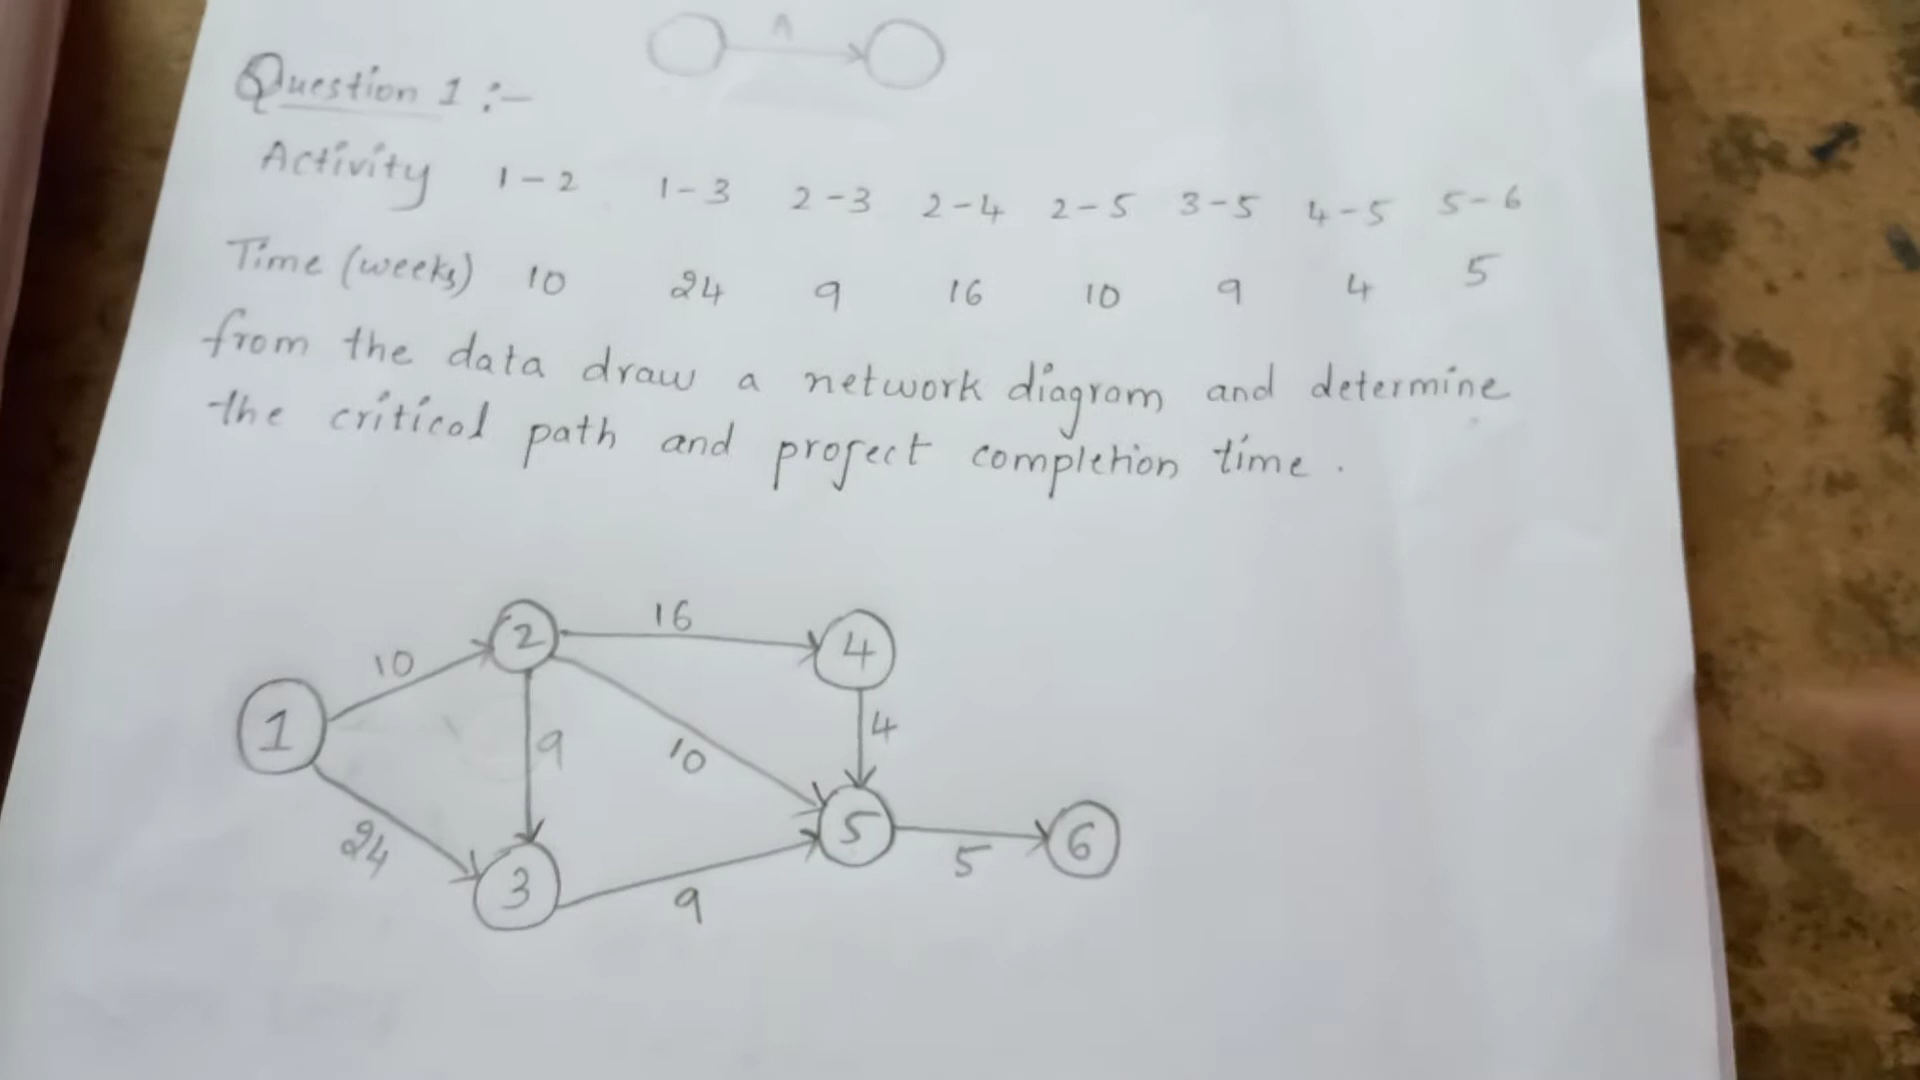 A
Question 1 :-
Activity 1-2 1-3 2-3 2-4 2-5 3-5 4-5 5-6
Time (weeks) 10 24 9 16 10 9 4 5
from the data draw a network diagram and determine
the critical path and project completion time.
16
2
4
10
1
9
10
4
24
5
6
3
5
9